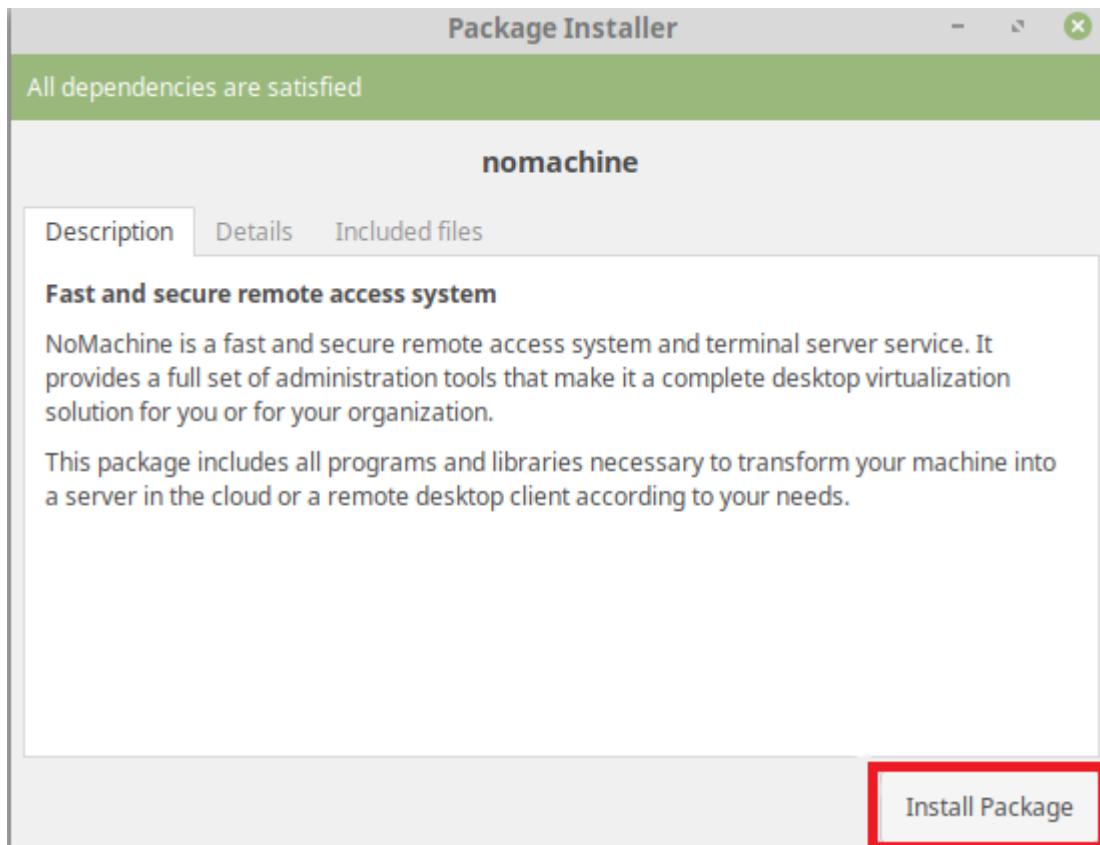 Package Installer
All dependencies are satisfied
nomachine
Description Details Included files
Fast and secure remote access system
NoMachine is a fast and secure remote access system and terminal server service. It
provides a full set of administration tools that make it a complete desktop virtualization
solution for you or for your organization.
This package includes all programs and libraries necessary to transform your machine into
a server in the cloud or a remote desktop client according to your needs.
Install Package